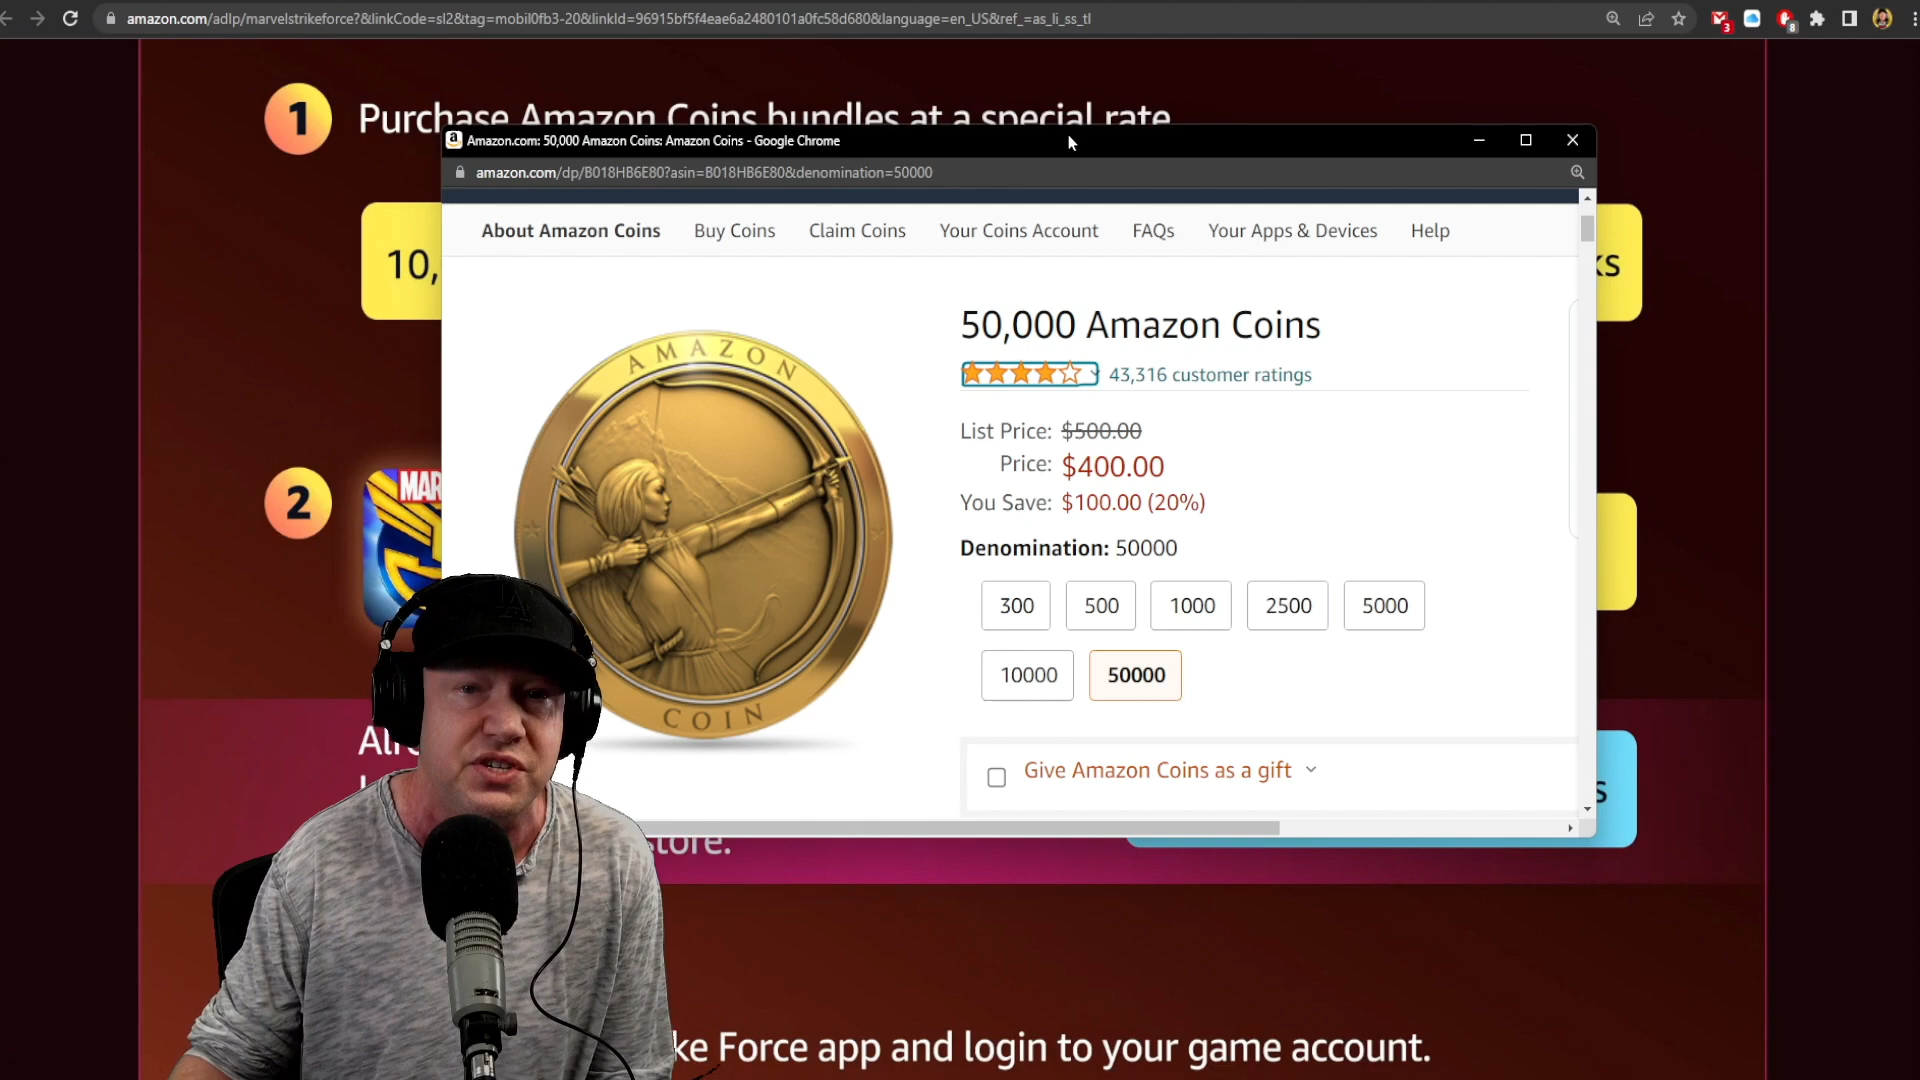 amazon.com/adlp/marvelstrikeforce?&linkCode=sl2&tag=mobil0fb3-20&linkId=96915bf5f4eae6a2480101a0fc58d680&language=en_US&ref_=as_li_ss_tl
3
8
1 Purchase Amazon Coins bundles at a special rate
Amazon.com: 50,000 Amazon Coins: Amazon Coins - Google Chrome
amazon.com/dp/B018HB6E80?asin=B018HB6E80&denomination=50000
About Amazon Coins Buy Coins Claim Coins Your Coins Account FAQs Your Apps & Devices Help
10,
50,000 Amazon Coins
43,316 customer ratings
List Price: $500.00
Price: $400.00
You Save: $100.00 (20%)
Denomination: 50000
300 500 1000 2500 5000
10000 50000
AMAZON
COIN
2
MAR
Give Amazon Coins as a gift
store.
ke Force app and login to your game account.